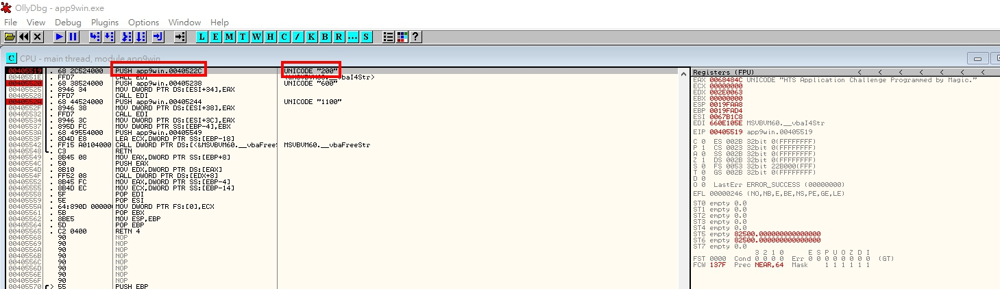 OllyDbg - app9win.exe
File View Debug Plugins Options Window Help
L E M T W H C / K B R ... S ?
C CPU - main thread, module app9win
00405519 . 68 2C524000 PUSH app9win.0040522C UNICODE "200"
0040551E . FFD7 CALL EDI <&MSVBVM60.__vbaI4Str>
00405520 . 68 38524000 PUSH app9win.00405238 UNICODE "600"
00405525 . 8946 34 MOV DWORD PTR DS:[ESI+34],EAX
00405528 . FFD7 CALL EDI
0040552A . 68 44524000 PUSH app9win.00405244 UNICODE "1100"
0040552F . 8946 38 MOV DWORD PTR DS:[ESI+38],EAX
00405532 . FFD7 CALL EDI
00405534 . 8946 3C MOV DWORD PTR DS:[ESI+3C],EAX
00405537 . 895D FC MOV DWORD PTR SS:[EBP-4],EBX
0040553A . 68 49554000 PUSH app9win.00405549
0040553F . 8D4D E8 LEA ECX,DWORD PTR SS:[EBP-18]
00405542 . FF15 A0104000 CALL DWORD PTR DS:[<&MSVBVM60.__vbaFreeS MSVBVM60.__vbaFreeStr
00405548 . C3 RETN
00405549 . 8B45 08 MOV EAX,DWORD PTR SS:[EBP+8]
0040554C . 50 PUSH EAX
0040554D . 8B10 MOV EDX,DWORD PTR DS:[EAX]
0040554F . FF52 08 CALL DWORD PTR DS:[EDX+8]
00405552 . 8B45 FC MOV EAX,DWORD PTR SS:[EBP-4]
00405555 . 8B4D EC MOV ECX,DWORD PTR SS:[EBP-14]
00405558 . 5F POP EDI
00405559 . 5E POP ESI
0040555A . 64:890D 000000 MOV DWORD PTR FS:[0],ECX
00405561 . 5B POP EBX
00405562 . 8BE5 MOV ESP,EBP
00405564 . 5D POP EBP
00405565 . C2 0400 RETN 4
00405568 90 NOP
00405569 90 NOP
0040556A 90 NOP
0040556B 90 NOP
0040556C 90 NOP
0040556D 90 NOP
0040556E 90 NOP
0040556F 90 NOP
00405570 > 55 PUSH EBP
Registers (FPU) < < < < < < <
EAX 0068484C UNICODE "HTS Application Challenge Programmed by Magic."
ECX 00000000
EDX 002E0063
EBX 00000000
ESP 0019FAA8
EBP 0019FAD4
ESI 0067B1C8
EDI 660E105E MSVBVM60.__vbaI4Str
EIP 00405519 app9win.00405519
C 0 ES 002B 32bit 0(FFFFFFFF)
P 1 CS 0023 32bit 0(FFFFFFFF)
A 0 SS 002B 32bit 0(FFFFFFFF)
Z 1 DS 002B 32bit 0(FFFFFFFF)
S 0 FS 0053 32bit 22B000(FFF)
T 0 GS 002B 32bit 0(FFFFFFFF)
D 0
O 0 LastErr ERROR_SUCCESS (00000000)
EFL 00000246 (NO,NB,E,BE,NS,PE,GE,LE)
ST0 empty 0.0
ST1 empty 0.0
ST2 empty 0.0
ST3 empty 0.0
ST4 empty 0.0
ST5 empty 82500.000000000000000
ST6 empty 82500.000000000000000
ST7 empty 0.0
3 2 1 0 E S P U O Z D I
FST 0000 Cond 0 0 0 0 Err 0 0 0 0 0 0 0 0 (GT)
FCW 137F Prec NEAR,64 Mask 1 1 1 1 1 1